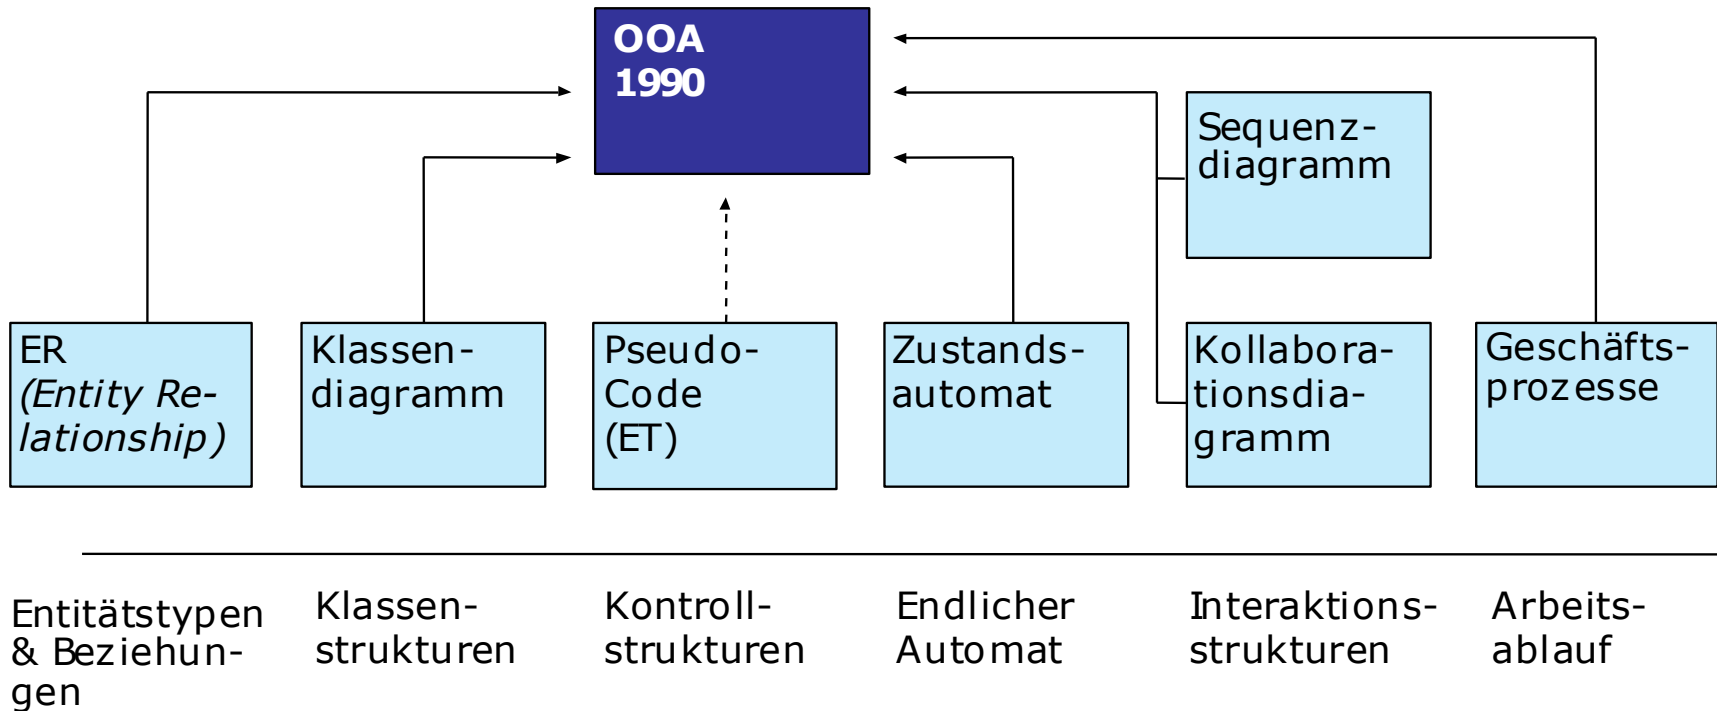 OOA
1990
Sequenz-
diagramm
ER
(Entity Re-
lationship)
Klassen-
diagramm
Pseudo-
Code
(ET)
Zustands-
automat
Kollabora-
tionsdia-
gramm
Geschäfts-
prozesse
Entitätstypen
& Beziehun-
gen
Klassen-
strukturen
Kontroll-
strukturen
Endlicher
Automat
Interaktions-
strukturen
Arbeits-
ablauf